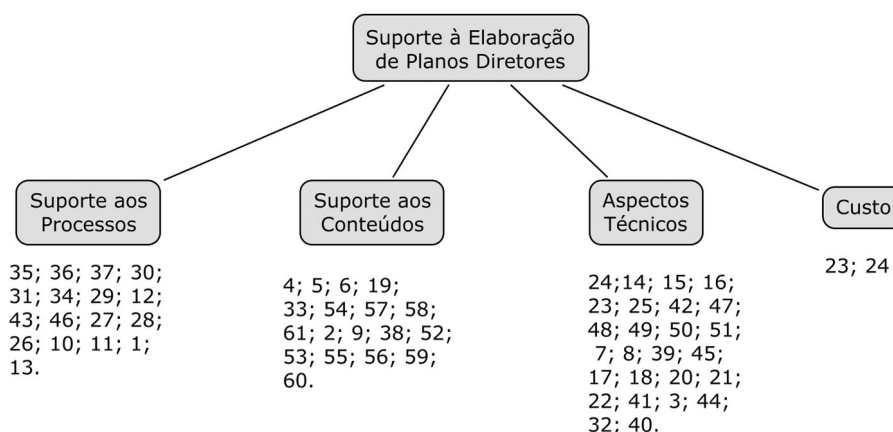 Suporte à Elaboração
de Planos Diretores
Suporte aos
Processos
35; 36; 37; 30;
31; 34; 29; 12;
43; 46; 27; 28;
26; 10; 11; 1;
13.
Suporte aos
Conteúdos
4; 5; 6; 19;
33; 54; 57; 58;
61; 2; 9; 38; 52;
53; 55; 56; 59;
60.
Aspectos
Técnicos
24;14; 15; 16;
23; 25; 42; 47;
48; 49; 50; 51;
7; 8; 39; 45;
17; 18; 20; 21;
22; 41; 3; 44;
32; 40.
Custo
23; 24